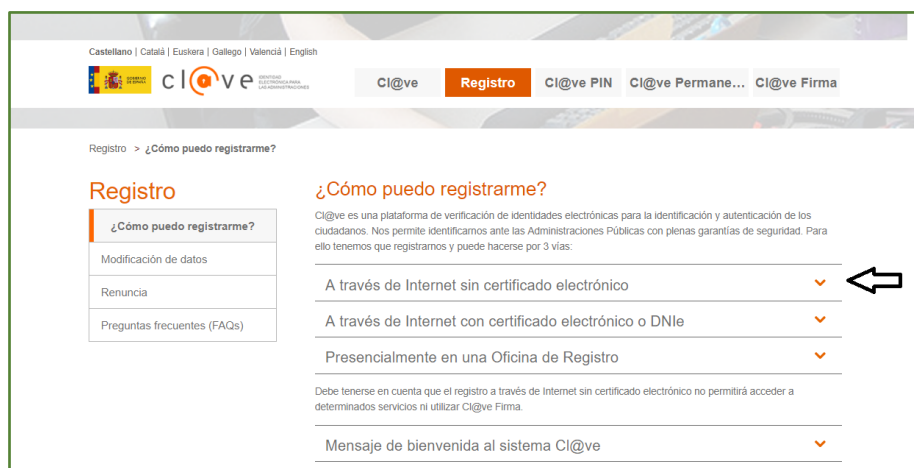 Castellano | Català | Euskera | Gallego | Valencià | English
GOBIERNO DE ESPAÑA
cl@ve
IDENTIDAD ELECTRÓNICA PARA LAS ADMINISTRACIONES
Cl@ve Registro Cl@ve PIN Cl@ve Permane... Cl@ve Firma
Registro > ¿Cómo puedo registrarme?
Registro
¿Cómo puedo registrarme?
Modificación de datos
Renuncia
Preguntas frecuentes (FAQs)
¿Cómo puedo registrarme?
Cl@ve es una plataforma de verificación de identidades electrónicas para la identificación y autenticación de los
ciudadanos. Nos permite identificarnos ante las Administraciones Públicas con plenas garantías de seguridad. Para
ello tenemos que registrarnos y puede hacerse por 3 vías:
A través de Internet sin certificado electrónico
A través de Internet con certificado electrónico o DNIe
Presencialmente en una Oficina de Registro
Debe tenerse en cuenta que el registro a través de Internet sin certificado electrónico no permitirá acceder a
determinados servicios ni utilizar Cl@ve Firma.
Mensaje de bienvenida al sistema Cl@ve